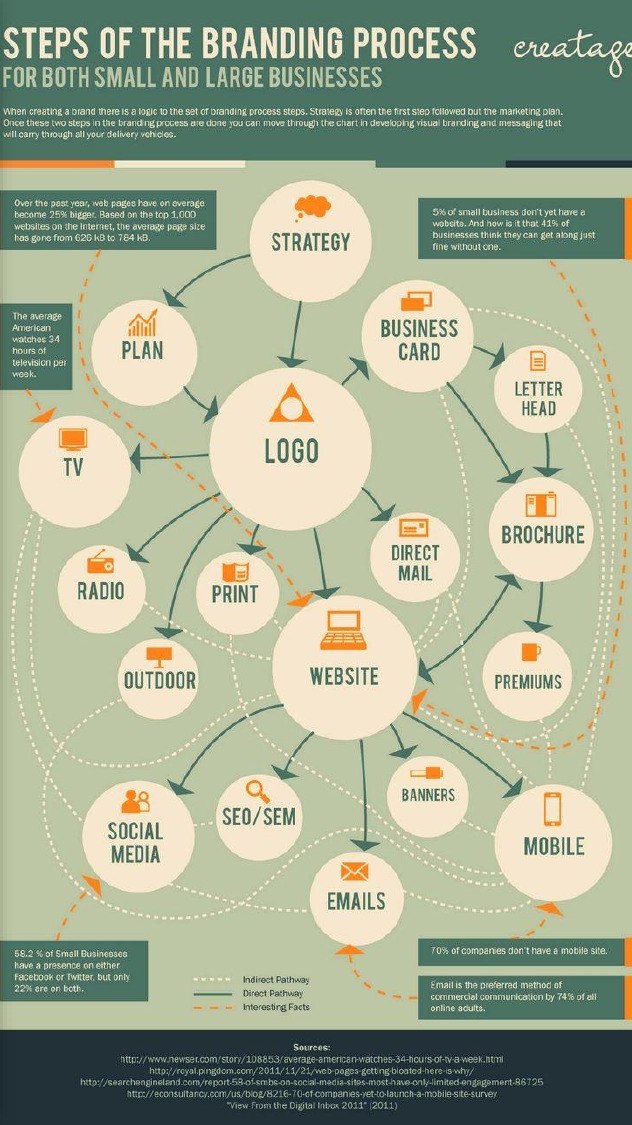 STEPS OF THE BRANDING PROCESS
creatage
FOR BOTH SMALL AND LARGE BUSINESSES
When creating a brand there is a logic to the set of branding process steps. Strategy is often the first step followed but the marketing plan.
Once these two steps in the branding process are done you can move through the chart in developing visual branding and messaging that
will carry through all your delivery vehicles.
Over the past year, web pages have on average
become 25% bigger. Based on the top 1,000
websites on the Internet, the average page size
has gone from 626 kB to 784 kB.
STRATEGY
5% of small business don't yet have a
website. And how is it that 41% of
businesses think they can get along just
fine without one.
The average
American
watches 34
hours of
television per
week.
PLAN
BUSINESS
CARD
LETTER
HEAD
LOGO
TV
BROCHURE
DIRECT
MAIL
RADIO
PRINT
OUTDOOR
WEBSITE
PREMIUMS
SOCIAL
MEDIA
SEO/SEM
BANNERS
MOBILE
EMAILS
58.2 % of Small Businesses
have a presence on either
Facebook or Twitter, but only
22% are on both.
70% of companies don't have a mobile site.
Email is the preferred method of
commercial communication by 74% of all
online adults.
Indirect Pathway
Direct Pathway
Interesting Facts
Sources:
http://www.newser.com/story/108853/average-american-watches-34-hours-of-tv-a-week.html
http://royal.pingdom.com/2011/11/21/web-pages-getting-bloated-here-is-why/
http://searchengineland.com/report-58-of-smbs-on-social-media-sites-most-have-only-limited-engagement-86725
http://econsultancy.com/us/blog/8216-70-of-companies-yet-to-launch-a-mobile-site-survey
"View From the Digital Inbox 2011" (2011)